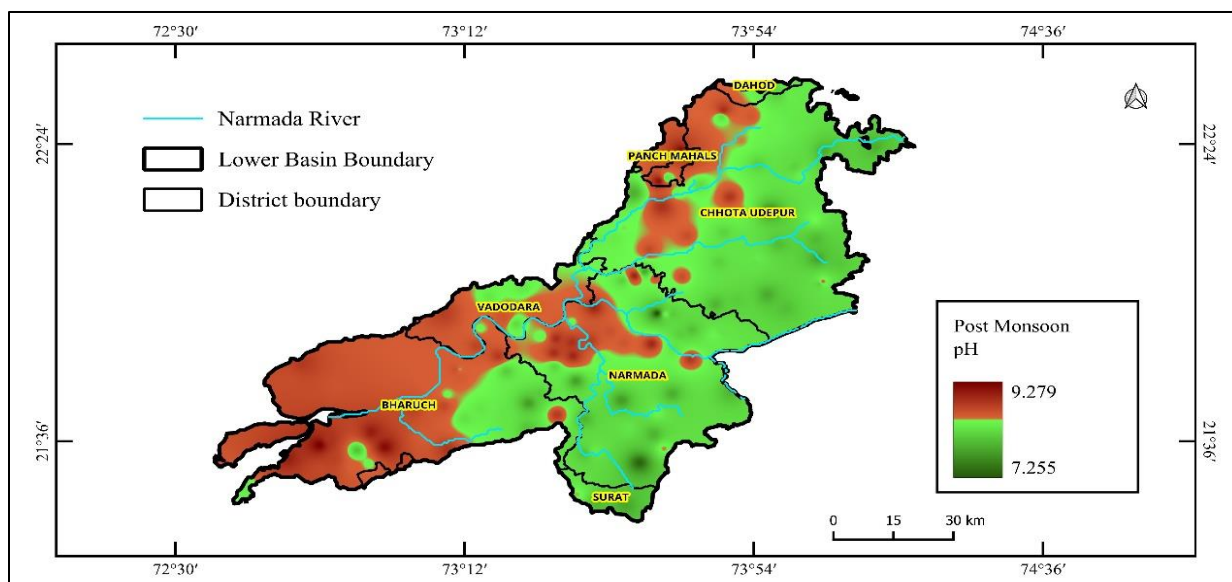 72°30′ 73°12′ 73°54′ 74°36′
Narmada River
Lower Basin Boundary
District boundary
22°24′ 22°24′
DAHOD
PANCH MAHALS
CHHOTA UDEPUR
VADODARA
NARMADA
BHARUCH
SURAT
21°36′ 21°36′
Post Monsoon
pH
9.279
7.255
0 15 30 km
72°30′ 73°12′ 73°54′ 74°36′